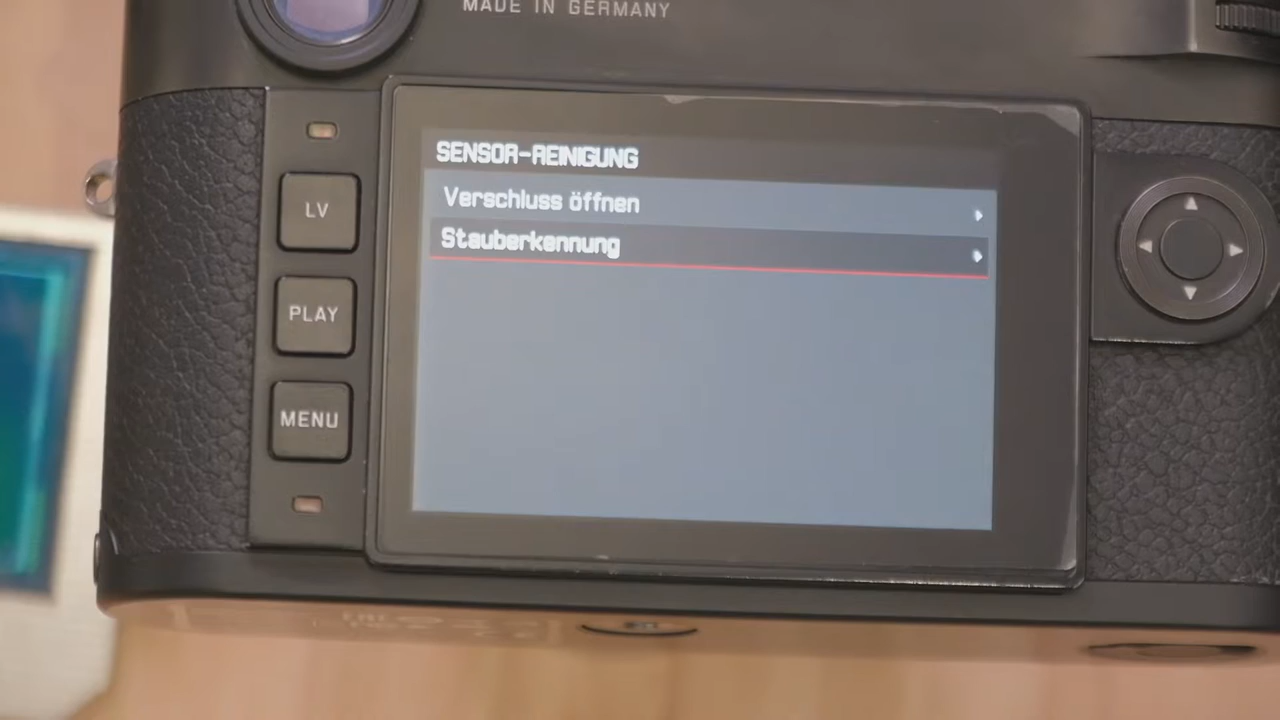 MADE IN GERMANY
SENSOR-REINIGUNG
Verschluss öffnen
Stauberkennung
LV
PLAY
MENU